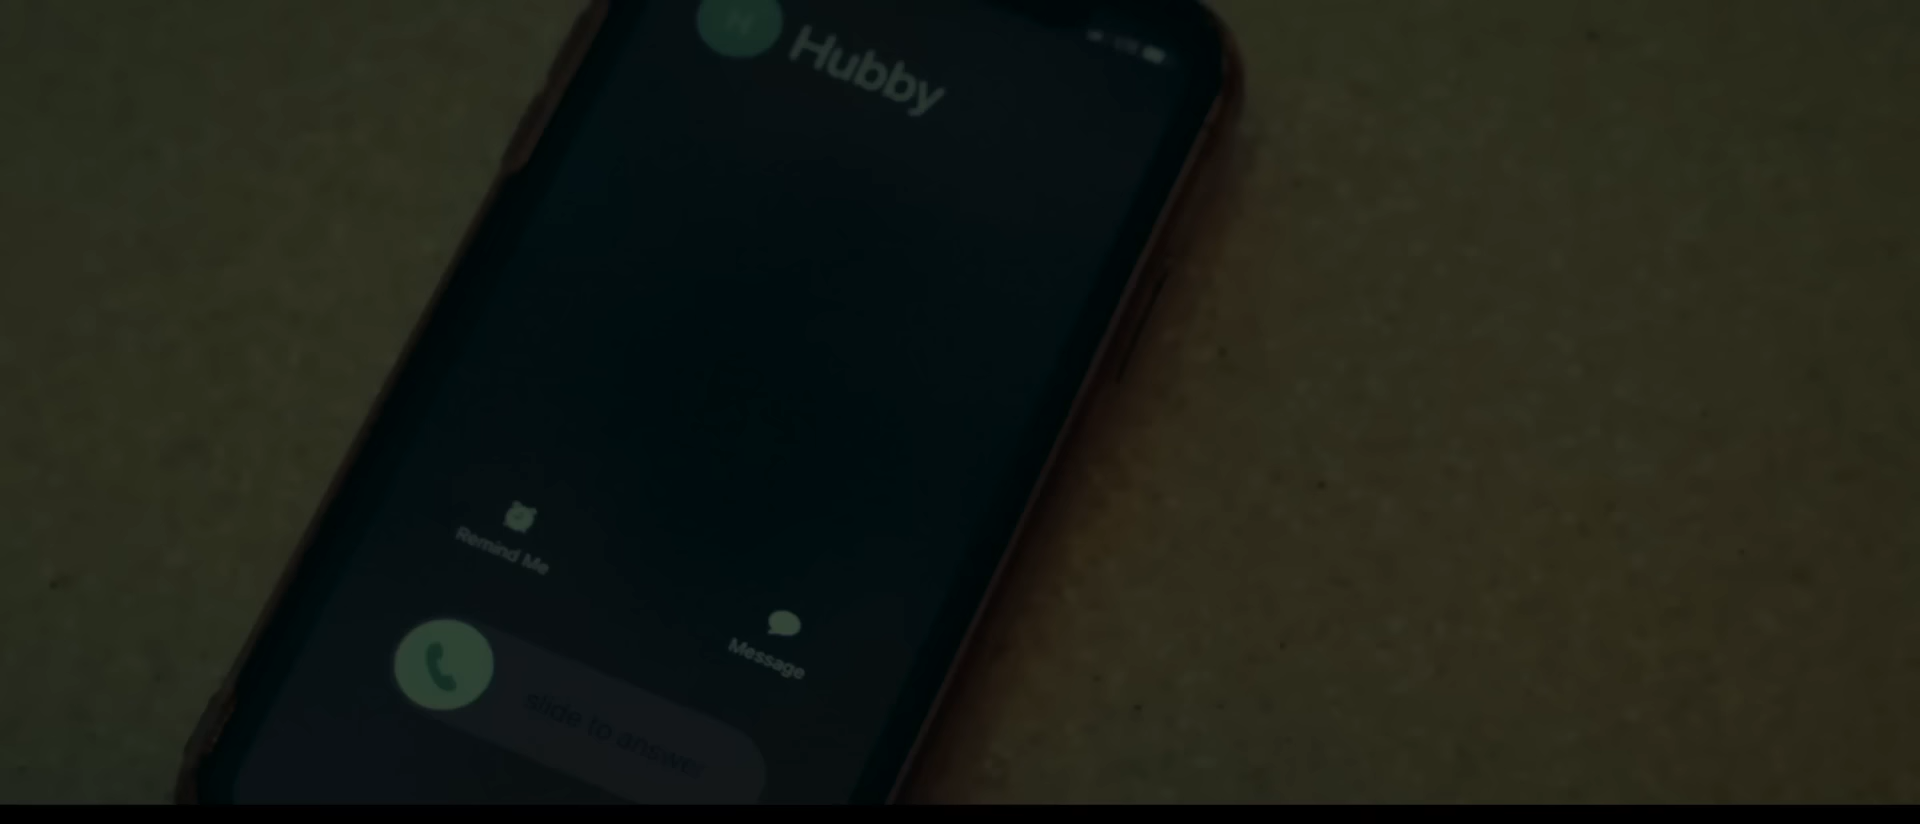 H
Hubby
Remind Me
Message
slide to answer